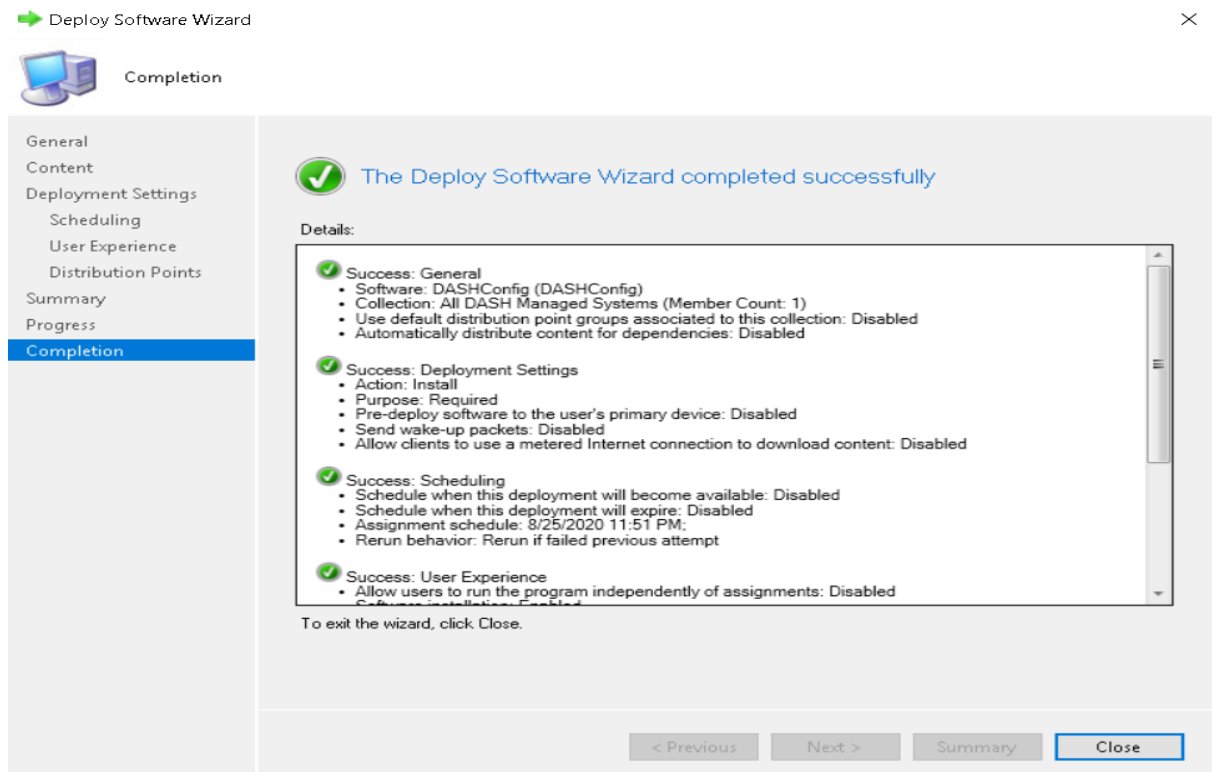 Deploy Software Wizard
Completion
General
Content
Deployment Settings
Scheduling
User Experience
Distribution Points
Summary
Progress
Completion
The Deploy Software Wizard completed successfully
Details:
Success: General
• Software: DASHConfig (DASHConfig)
• Collection: All DASH Managed Systems (Member Count: 1)
• Use default distribution point groups associated to this collection: Disabled
• Automatically distribute content for dependencies: Disabled
Success: Deployment Settings
• Action: Install
• Purpose: Required
• Pre-deploy software to the user's primary device: Disabled
• Send wake-up packets: Disabled
• Allow clients to use a metered Internet connection to download content: Disabled
Success: Scheduling
• Schedule when this deployment will become available: Disabled
• Schedule when this deployment will expire: Disabled
• Assignment schedule: 8/25/2020 11:51 PM;
• Rerun behavior: Rerun if failed previous attempt
Success: User Experience
• Allow users to run the program independently of assignments: Disabled
• Software installation: Enabled
To exit the wizard, click Close.
< Previous
Next >
Summary
Close